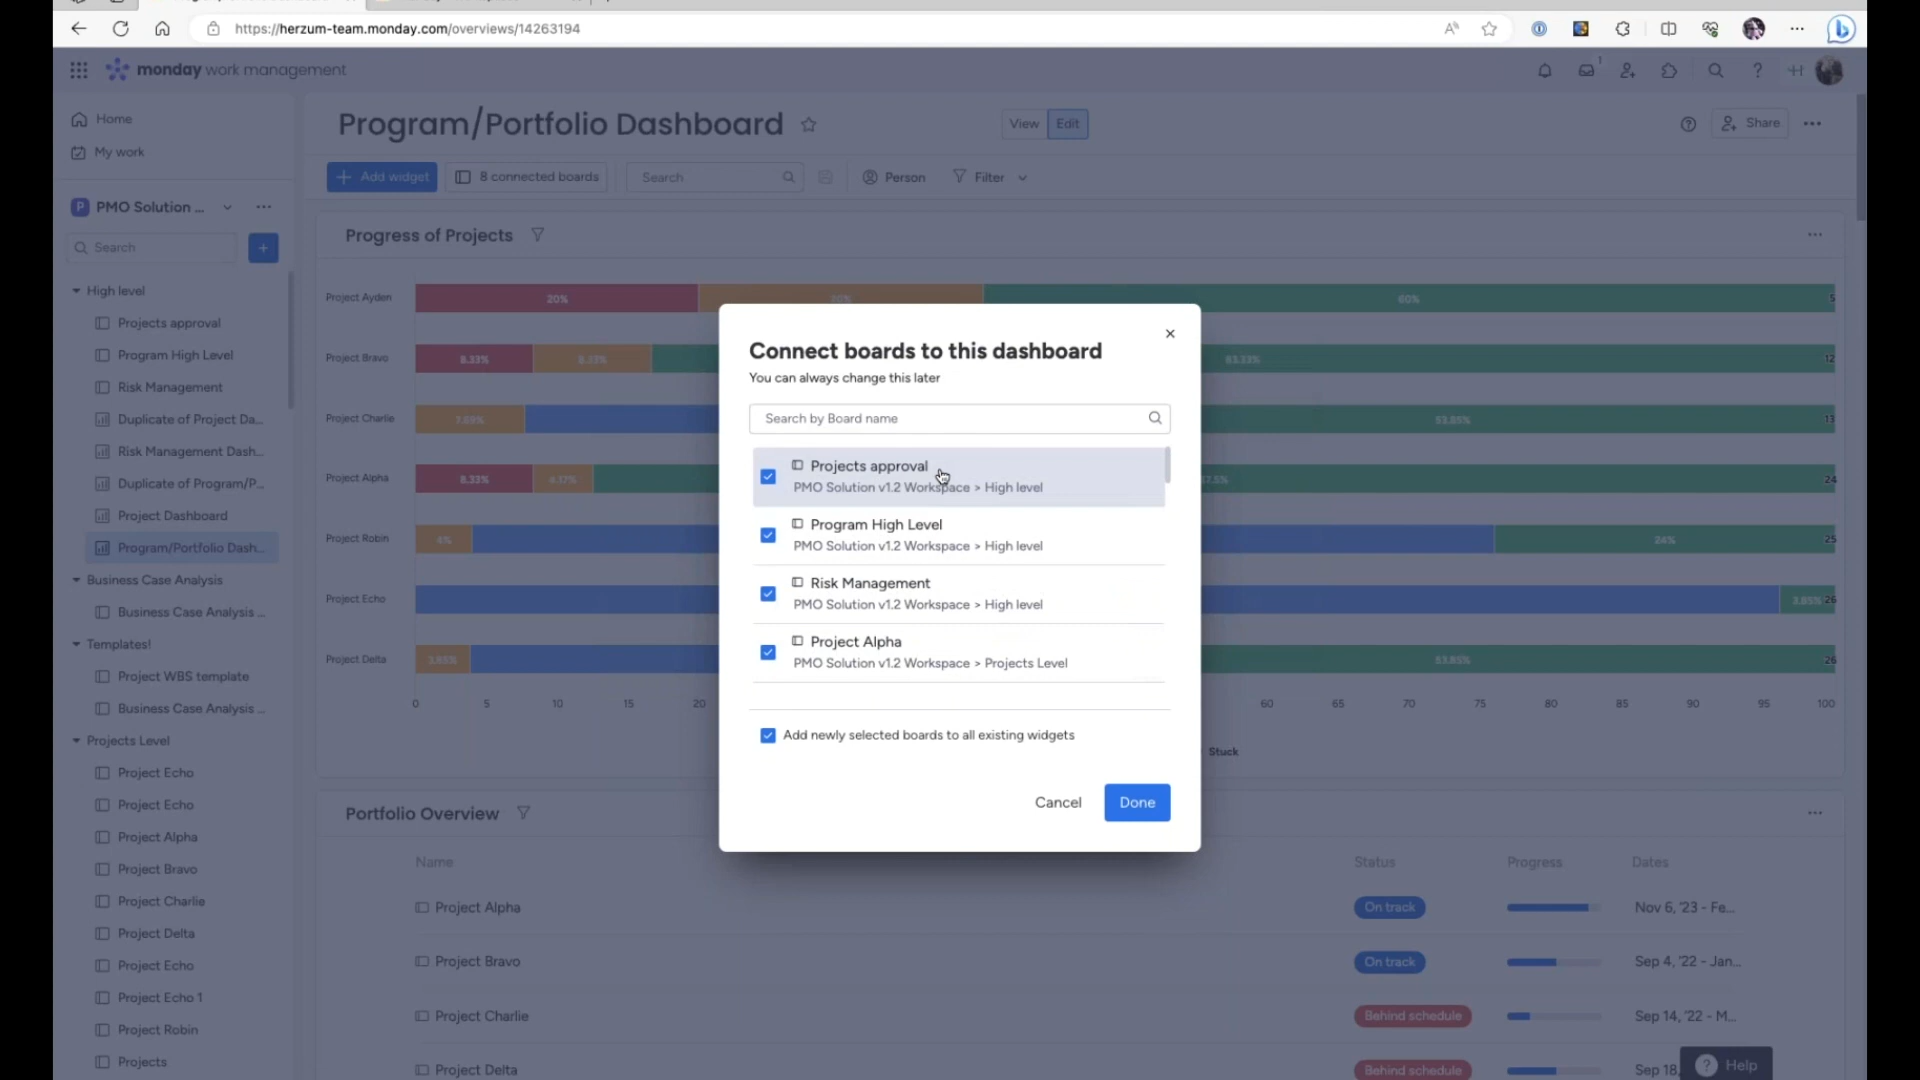 https://herzum-team.monday.com/overviews/14263194
monday work management
1
Home
My work
PMO Solution ...
Search
High level
Projects approval
Program High Level
Risk Management
Duplicate of Project Da...
Risk Management Dash...
Duplicate of Program/P...
Project Dashboard
Program/Portfolio Dash...
Business Case Analysis
Business Case Analysis ...
Templates!
Project WBS template
Business Case Analysis ...
Projects Level
Project Echo
Project Echo
Project Alpha
Project Bravo
Project Charlie
Project Delta
Project Echo
Project Echo 1
Project Robin
Projects
Program/Portfolio Dashboard
View Edit
Share
Add widget
8 connected boards
Search
Person
Filter
Progress of Projects
Project Ayden 20% 20% 60% 5
Project Bravo 8.33% 8.33% 83.33% 12
Project Charlie 7.69% 53.85% 13
Project Alpha 8.33% 4.17% 24
Project Robin 4% 24% 25
Project Echo 3.85% 26
Project Delta 3.85% 26
0 5 10 15 20 60 65 70 75 80 85 90 95 100
Stuck
Connect boards to this dashboard
You can always change this later
Search by Board name
Projects approval
PMO Solution v1.2 Workspace > High level
Program High Level
PMO Solution v1.2 Workspace > High level
Risk Management
PMO Solution v1.2 Workspace > High level
Project Alpha
PMO Solution v1.2 Workspace > Projects Level
Add newly selected boards to all existing widgets
Cancel
Done
Portfolio Overview
Name Status Progress Dates
Project Alpha On track Nov 6, '23 - Fe...
Project Bravo On track Sep 4, '22 - Jan...
Project Charlie Behind schedule Sep 14, '22 - M...
Project Delta Behind schedule Sep 18,
Help